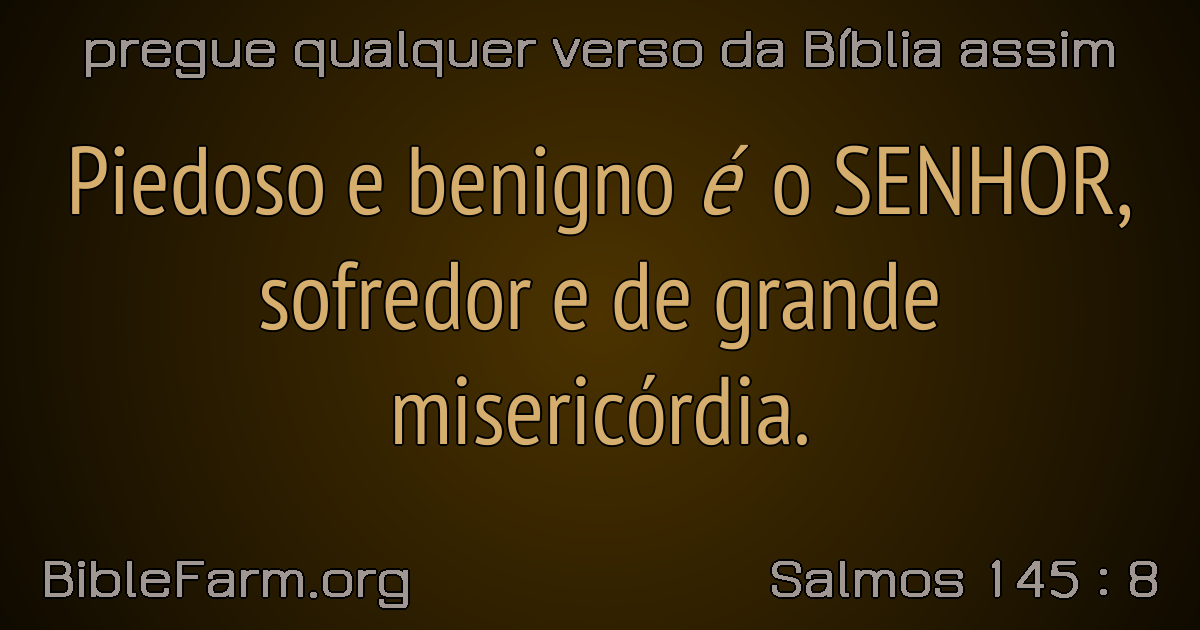 pregue qualquer verso da Bíblia assim
Piedoso e benigno é o SENHOR,
sofredor e de grande
misericórdia.
BibleFarm.org
Salmos 145 : 8